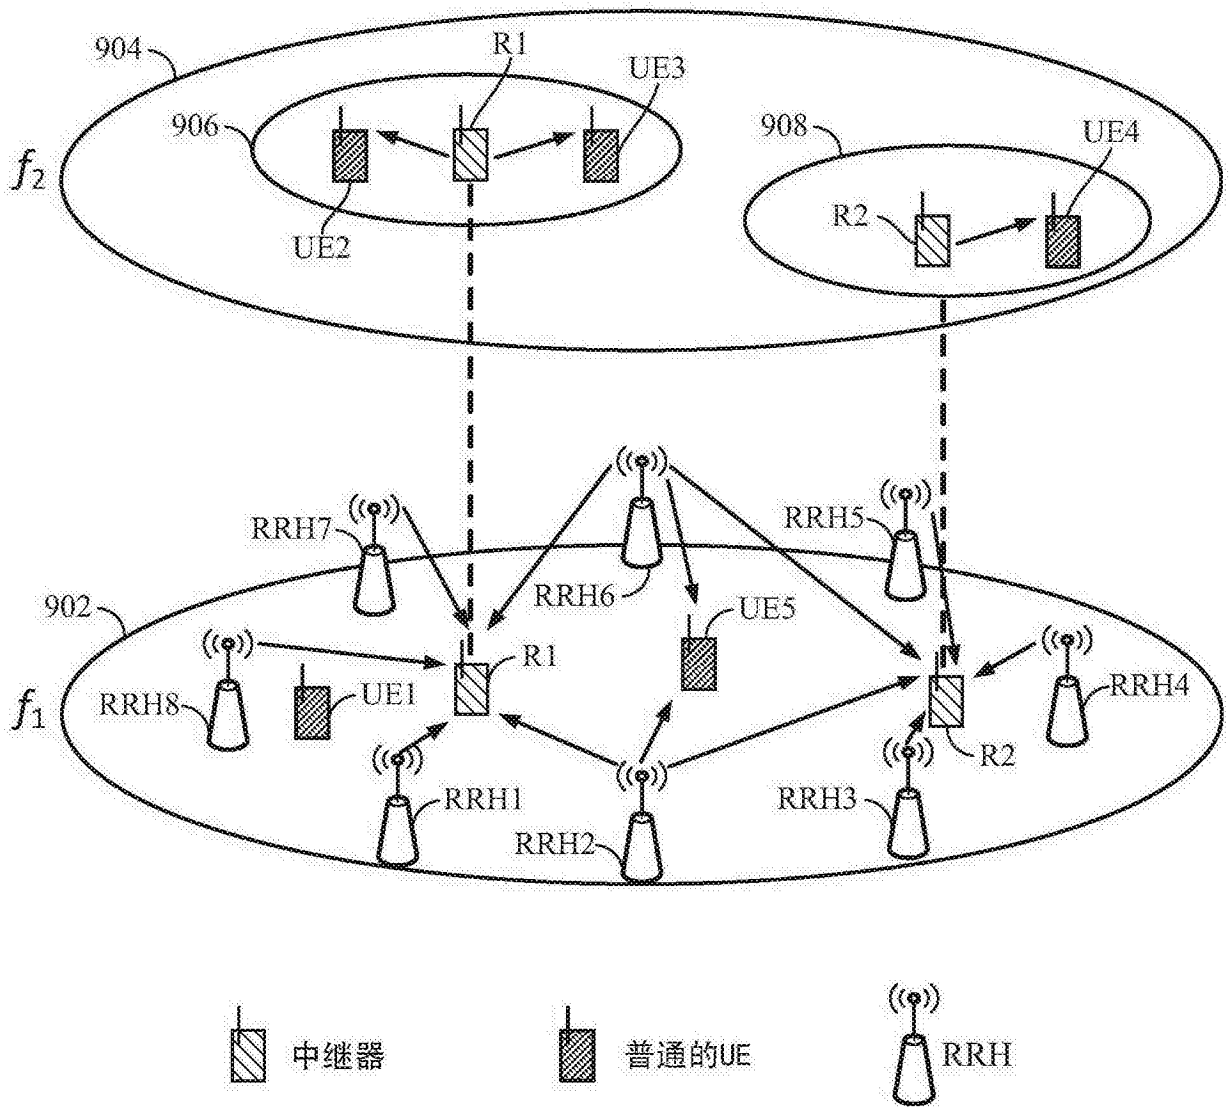 904
R1
UE3
906
UE2
908
UE4
R2
f2
RRH7
RRH6
RRH5
902
UE5
R1
UE1
RRH8
RRH4
R2
f1
RRH1
RRH2
RRH3
中继器
普通的UE
RRH